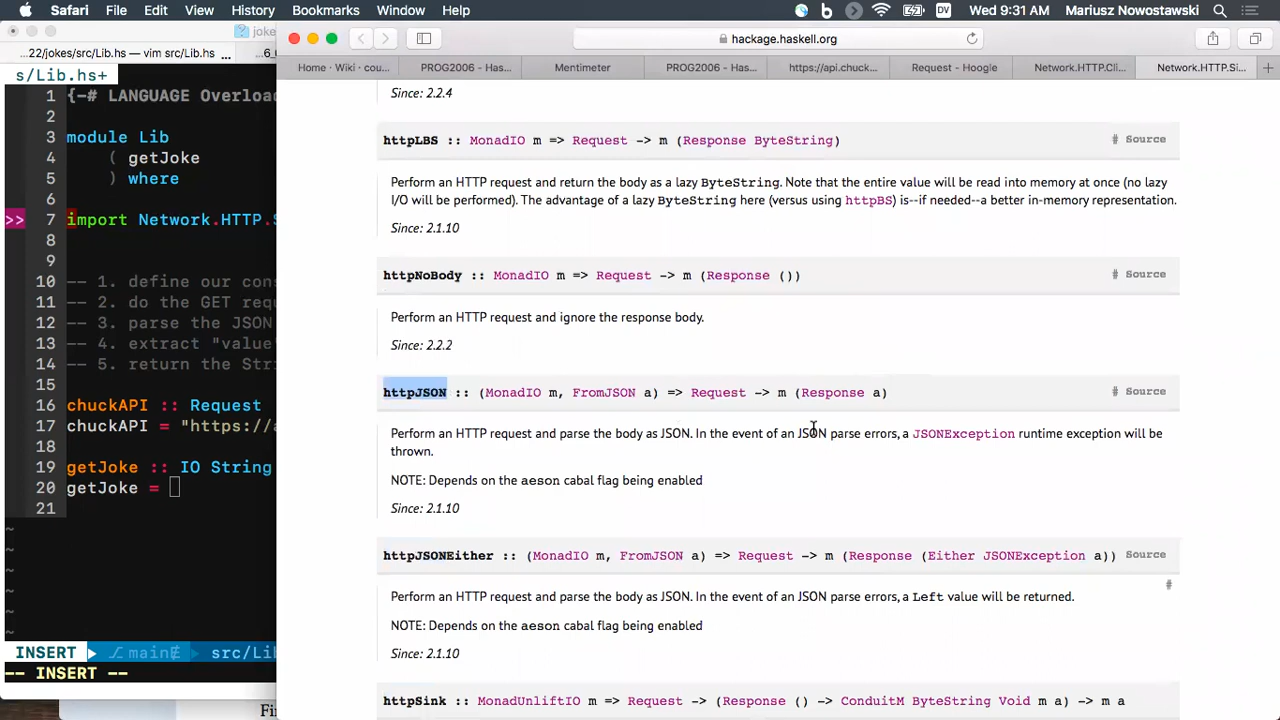 Safari File Edit View History Bookmarks Window Help DV Wed 9:31 AM Mariusz Nowostawski
joke
...22/jokes/src/Lib.hs — vim src/Lib.hs ...
s/Lib.hs+
1 {-# LANGUAGE Overloa
2
3 module Lib
4 ( getJoke
5 ) where
6
>> 7 import Network.HTTP.S
8
9
10 -- 1. define our cons
11 -- 2. do the GET requ
12 -- 3. parse the JSON
13 -- 4. extract "value"
14 -- 5. return the Stri
15
16 chuckAPI :: Request
17 chuckAPI = "https://a
18
19 getJoke :: IO String
20 getJoke =
21
~
~
~
~
~
~
INSERT main src/Lib
-- INSERT --
Fi
hackage.haskell.org
Home · Wiki · cou... PROG2006 - Has... Mentimeter PROG2006 - Has... https://api.chuck... Request - Hoogle Network.HTTP.Cli... Network.HTTP.Si... +
Since: 2.2.4
httpLBS :: MonadIO m => Request -> m (Response ByteString) # Source
Perform an HTTP request and return the body as a lazy ByteString. Note that the entire value will be read into memory at once (no lazy
I/O will be performed). The advantage of a lazy ByteString here (versus using httpBS) is--if needed--a better in-memory representation.
Since: 2.1.10
httpNoBody :: MonadIO m => Request -> m (Response ()) # Source
Perform an HTTP request and ignore the response body.
Since: 2.2.2
httpJSON :: (MonadIO m, FromJSON a) => Request -> m (Response a) # Source
Perform an HTTP request and parse the body as JSON. In the event of an JSON parse errors, a JSONException runtime exception will be
thrown.
NOTE: Depends on the aeson cabal flag being enabled
Since: 2.1.10
httpJSONEither :: (MonadIO m, FromJSON a) => Request -> m (Response (Either JSONException a)) Source
#
Perform an HTTP request and parse the body as JSON. In the event of an JSON parse errors, a Left value will be returned.
NOTE: Depends on the aeson cabal flag being enabled
Since: 2.1.10
httpSink :: MonadUnliftIO m => Request -> (Response () -> ConduitM ByteString Void m a) -> m a